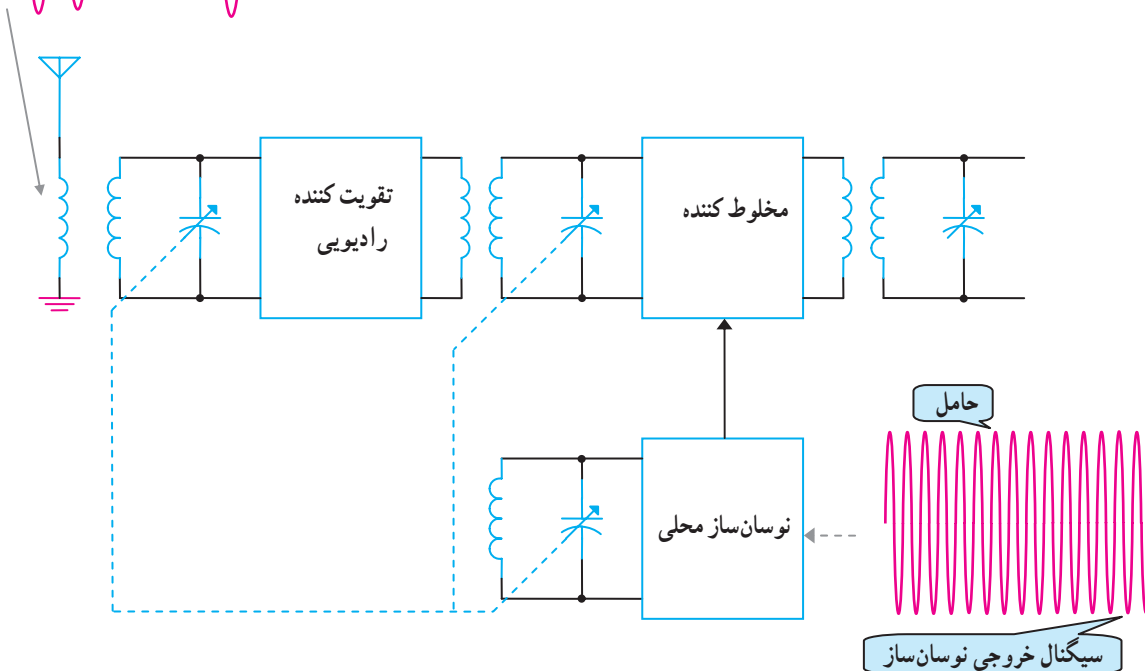 تقویت کننده
رادیویی
مخلوط کننده
حامل
نوسان‌ساز محلی
سیگنال خروجی نوسان‌ساز